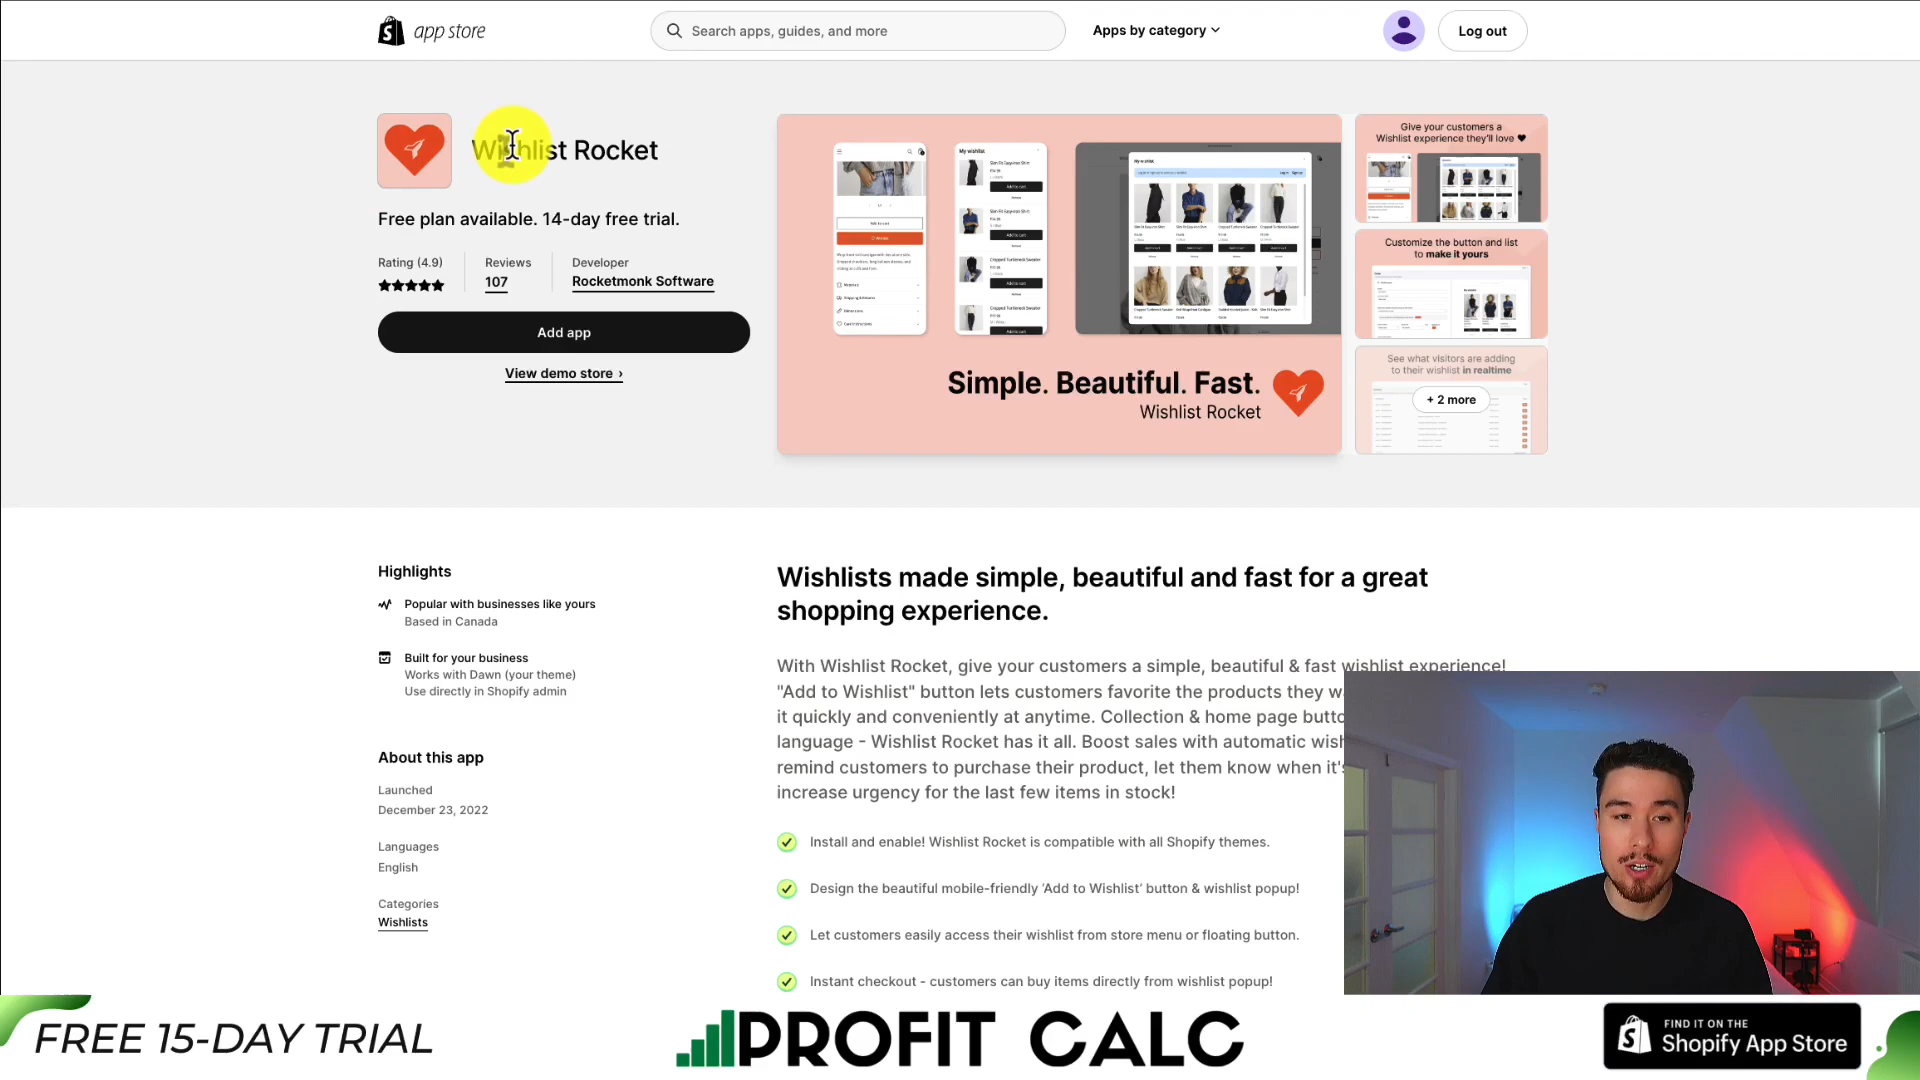 app store
Search apps, guides, and more
Apps by category
Log out
Wishlist Rocket
Free plan available. 14-day free trial.
Rating (4.9)
Reviews
107
Developer
Rocketmonk Software
Add app
View demo store ›
My wishlist
Add to cart
My wishlist
Simple. Beautiful. Fast.
Wishlist Rocket
Give your customers a
Wishlist experience they'll love
Customize the button and list
to make it yours
See what visitors are adding
to their wishlist in realtime
+ 2 more
Highlights
Popular with businesses like yours
Based in Canada
Built for your business
Works with Dawn (your theme)
Use directly in Shopify admin
About this app
Launched
December 23, 2022
Languages
English
Categories
Wishlists
Wishlists made simple, beautiful and fast for a great
shopping experience.
With Wishlist Rocket, give your customers a simple, beautiful & fast wishlist experience!
"Add to Wishlist" button lets customers favorite the products they
it quickly and conveniently at anytime. Collection & home page
language - Wishlist Rocket has it all. Boost sales with automatic
remind customers to purchase their product, let them know when
increase urgency for the last few items in stock!
Install and enable! Wishlist Rocket is compatible with all Shopify themes.
Design the beautiful mobile-friendly 'Add to Wishlist' button & wishlist popup!
Let customers easily access their wishlist from store menu or floating button.
Instant checkout - customers can buy items directly from wishlist popup!
FREE 15-DAY TRIAL
PROFIT CALC
FIND IT ON THE
Shopify App Store